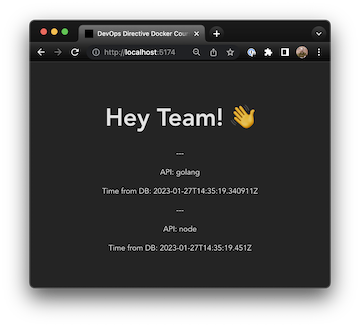 DevOps Directive Docker Cour
http://localhost:5174
Hey Team! 👋
---
API: golang
Time from DB: 2023-01-27T14:35:19.340911Z
---
API: node
Time from DB: 2023-01-27T14:35:19.451Z